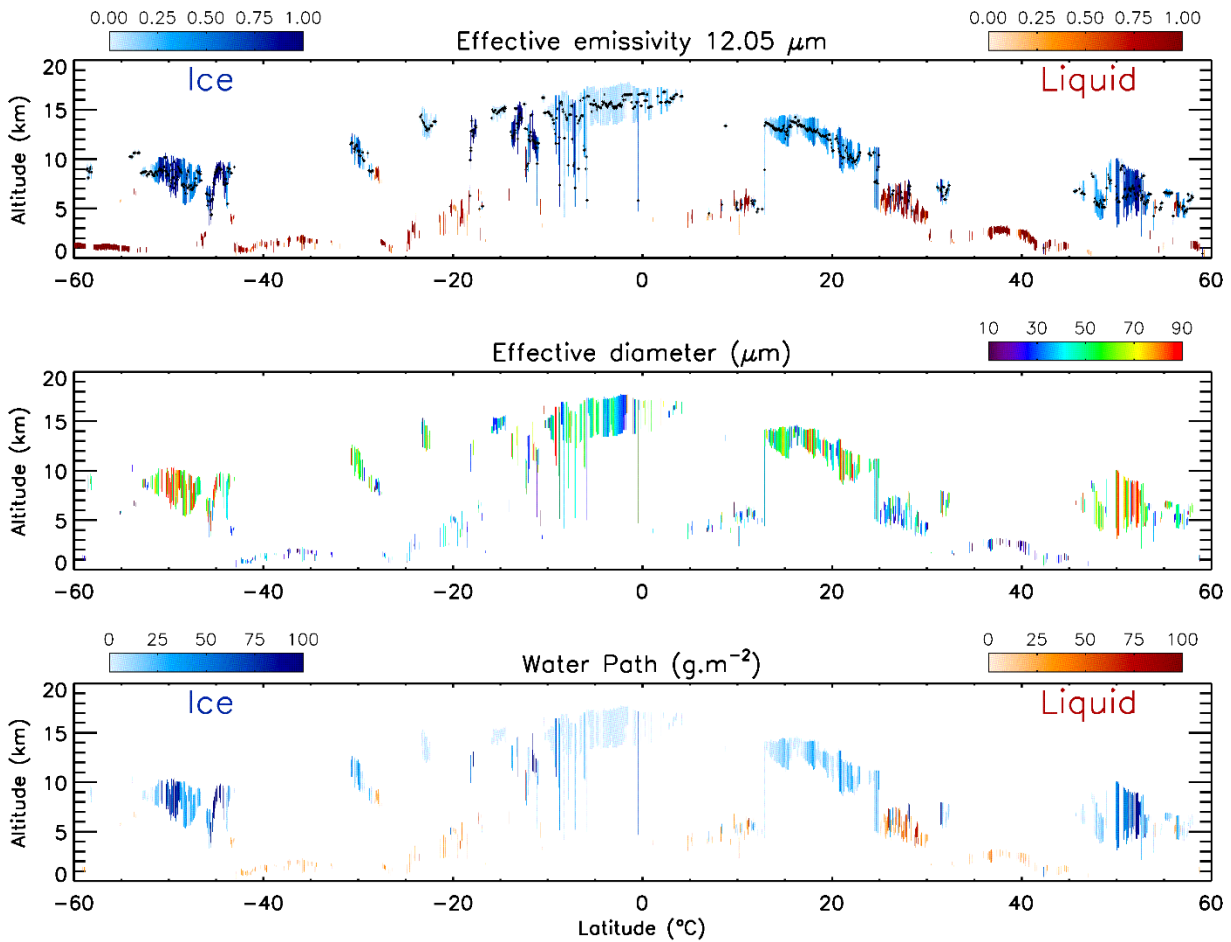 0.00 0.25 0.50 0.75 1.00
0.00 0.25 0.50 0.75 1.00
Effective emissivity 12.05 μm
Ice
Liquid
Altitude (km)
20
15
10
5
0
−60 −40 −20 0 20 40 60
10 30 50 70 90
Effective diameter (μm)
Altitude (km)
20
15
10
5
0
−60 −40 −20 0 20 40 60
0 25 50 75 100
0 25 50 75 100
Water Path (g.m⁻²)
Ice
Liquid
Altitude (km)
20
15
10
5
0
−60 −40 −20 0 20 40 60
Latitude (°C)